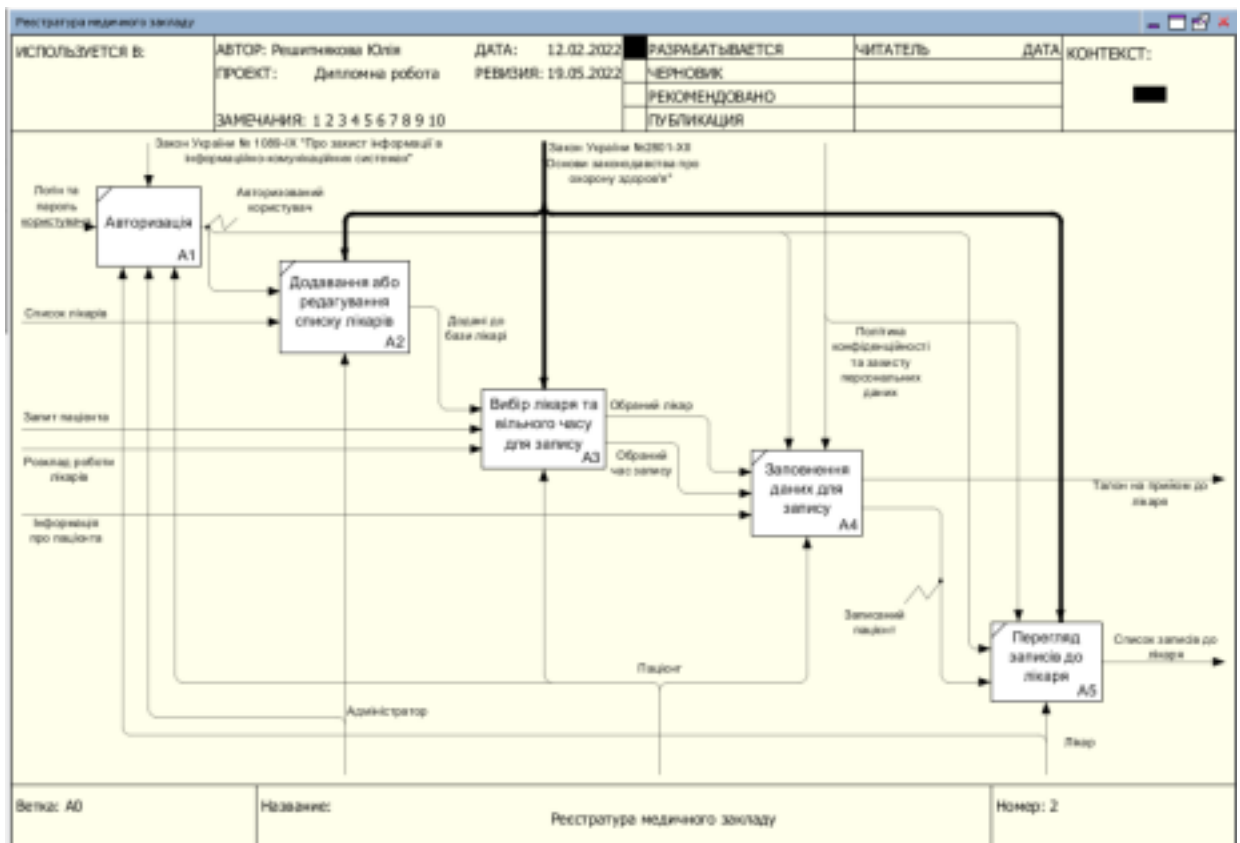 Реєстратура медичного закладу
ИСПОЛЬЗУЕТСЯ В:
АВТОР: Решитнякова Юлія
ДАТА: 12.02.2022
ПРОЕКТ: Дипломна робота
РЕВИЗИЯ: 19.05.2022
ЗАМЕЧАНИЯ: 1 2 3 4 5 6 7 8 9 10
РАЗРАБАТЫВАЕТСЯ
ЧЕРНОВИК
РЕКОМЕНДОВАНО
ПУБЛИКАЦИЯ
ЧИТАТЕЛЬ
ДАТА
КОНТЕКСТ:
Закон України № 1089-IX "Про захист інформації в
інформаційно-комунікаційних системах"
Закон України №2801-XII
Основи законодавства про
охорону здоров'я"
Логін та
пароль
користувача
Авторизація
A1
Авторизований
користувач
Список лікарів
Додавання або
редагування
списку лікарів
A2
Додані до
бази лікарі
Політика
конфіденційності
та захисту
персональних
даних
Запит пацієнта
Вибір лікаря та
вільного часу
для запису
A3
Обраний лікар
Обраний
час запису
Розклад роботи
лікарів
Заповнення
даних для
запису
A4
Талон на прийом до
лікаря
Інформація
про пацієнта
Записаний
пацієнт
Перегляд
записів до
лікаря
A5
Список записів до
лікаря
Пацієнт
Адміністратор
Лікар
Ветка: A0
Название:
Реєстратура медичного закладу
Номер: 2